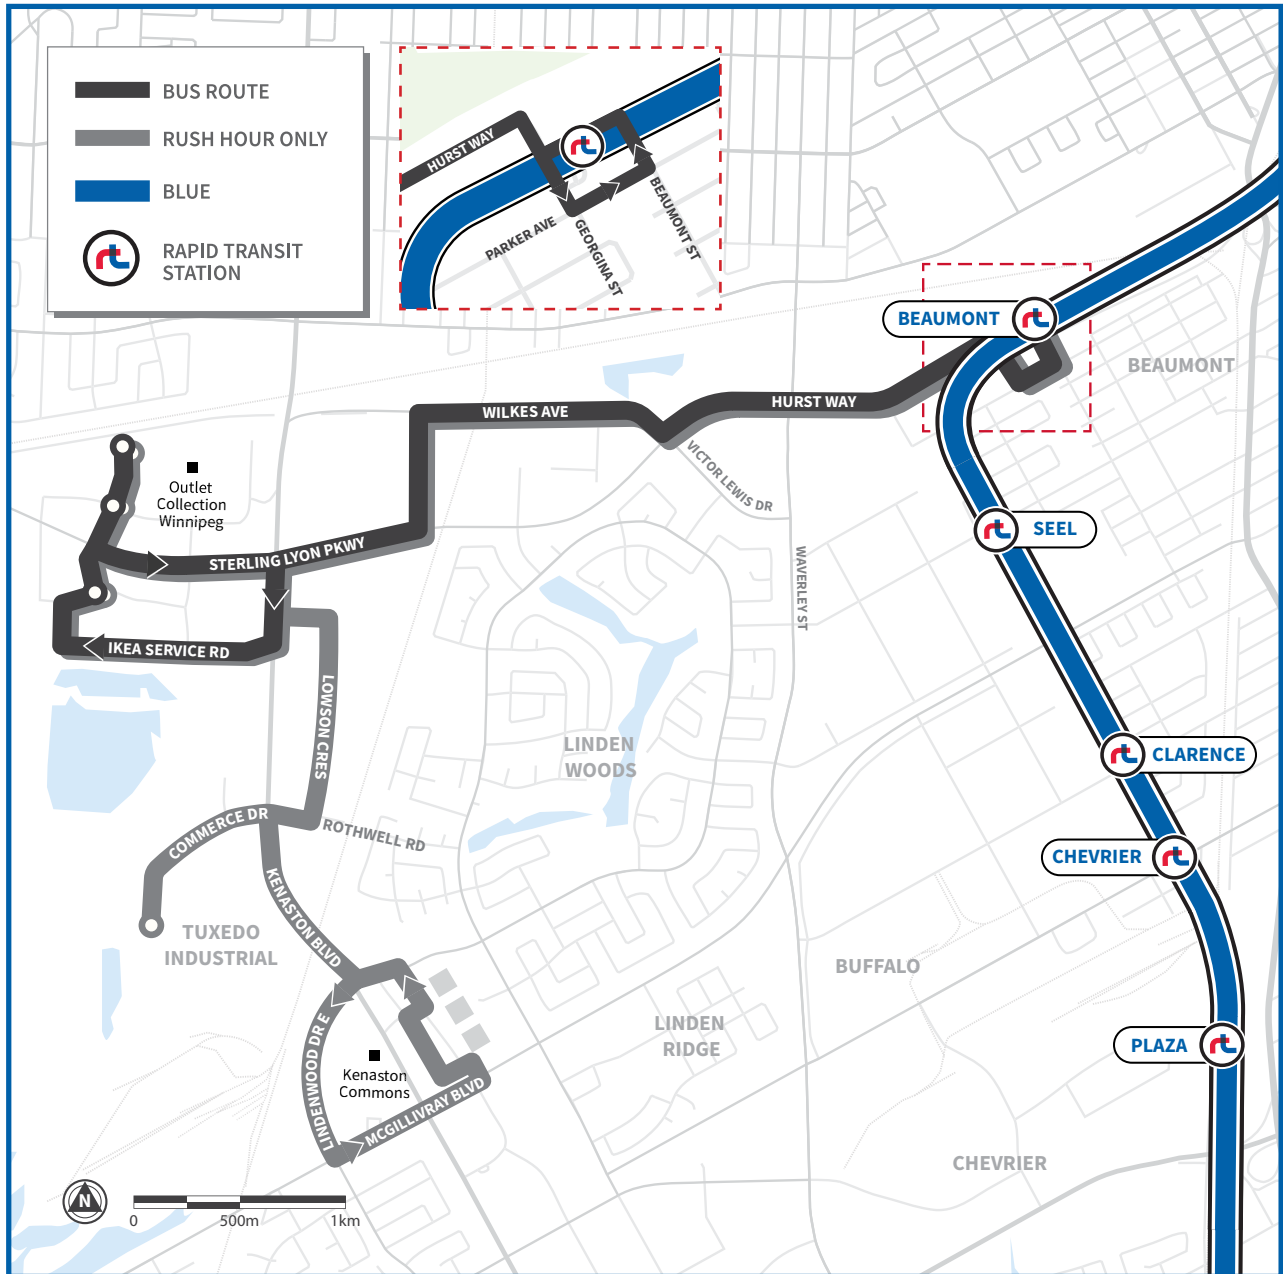 BUS ROUTE
RUSH HOUR ONLY
BLUE
RAPID TRANSIT
STATION
HURST WAY
PARKER AVE
GEORGINA ST
BEAUMONT ST
BEAUMONT
BEAUMONT
WILKES AVE
HURST WAY
VICTOR LEWIS DR
Outlet
Collection
Winnipeg
STERLING LYON PKWY
SEEL
WAVERLEY ST
IKEA SERVICE RD
LOWSON CRES
LINDEN
WOODS
CLARENCE
COMMERCE DR
ROTHWELL RD
CHEVRIER
KENASTON BLVD
TUXEDO
INDUSTRIAL
BUFFALO
LINDEN
RIDGE
PLAZA
LINDENWOOD DR E
Kenaston
Commons
MCGILLIVRAY BLVD
CHEVRIER
N
0 500m 1km